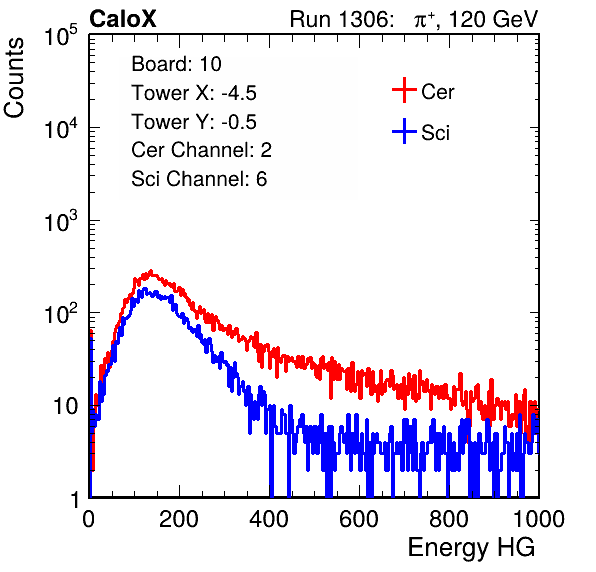 CaloX Run 1306: π⁺, 120 GeV
Counts
10⁵
10⁴
10³
10²
10
1
Board: 10
Tower X: -4.5
Tower Y: -0.5
Cer Channel: 2
Sci Channel: 6
Cer
Sci
0 200 400 600 800 1000
Energy HG